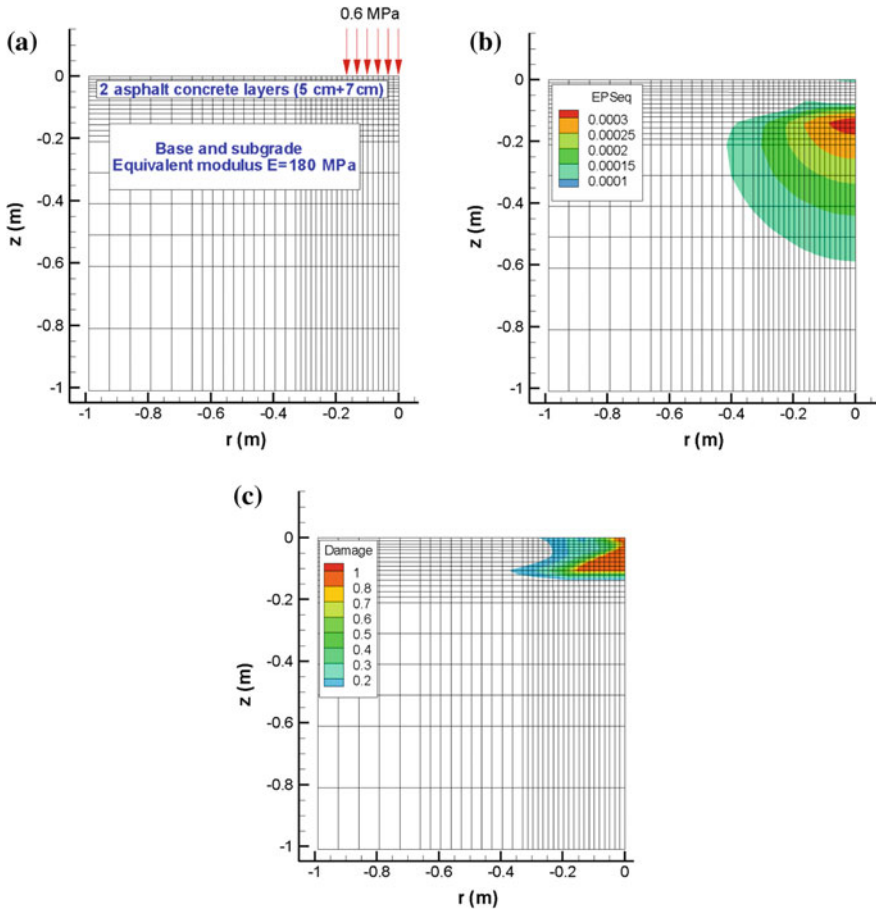 0.6 MPa
(a)
0
2 asphalt concrete layers (5 cm+7cm)
Base and subgrade
Equivalent modulus E=180 MPa
-0.2
-0.4
-0.6
-0.8
-1
z (m)
-1 -0.8 -0.6 -0.4 -0.2 0
r (m)
(b)
0
EPSeq
0.0003
0.00025
0.0002
0.00015
0.0001
-0.2
-0.4
-0.6
-0.8
-1
z (m)
-1 -0.8 -0.6 -0.4 -0.2 0
r (m)
(c)
0
Damage
1
0.8
0.7
0.6
0.5
0.4
0.3
0.2
-0.2
-0.4
-0.6
-0.8
-1
z (m)
-1 -0.8 -0.6 -0.4 -0.2 0
r (m)